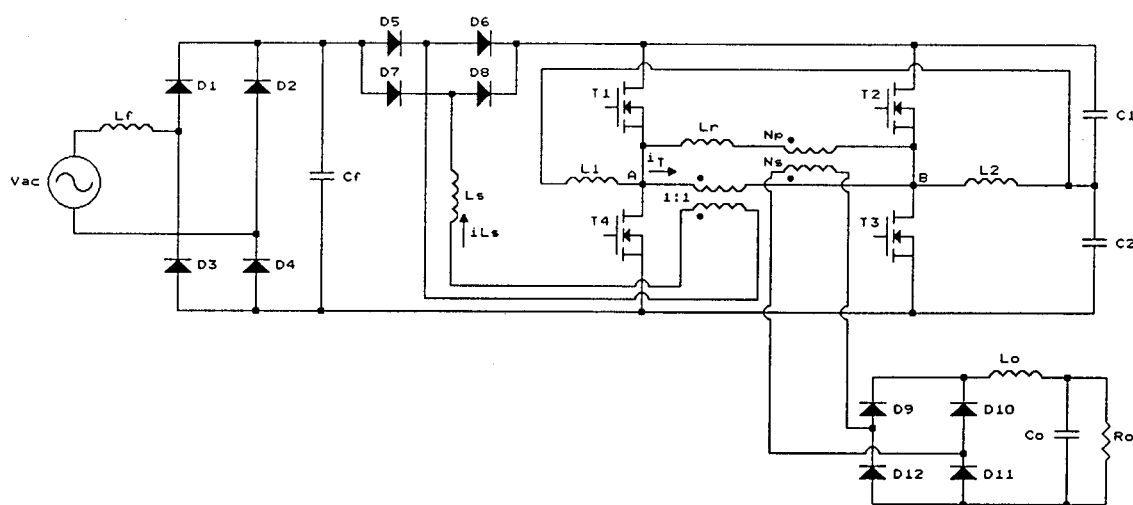 D5 D6
D1 D2 D7 D8
T1 T2 C1
Lf Lr Np
Vac Cf Ls L1 A iT Ns B L2
1:1
iLs T4 T3 C2
D3 D4
Lo
D9 D10 Co Ro
D12 D11